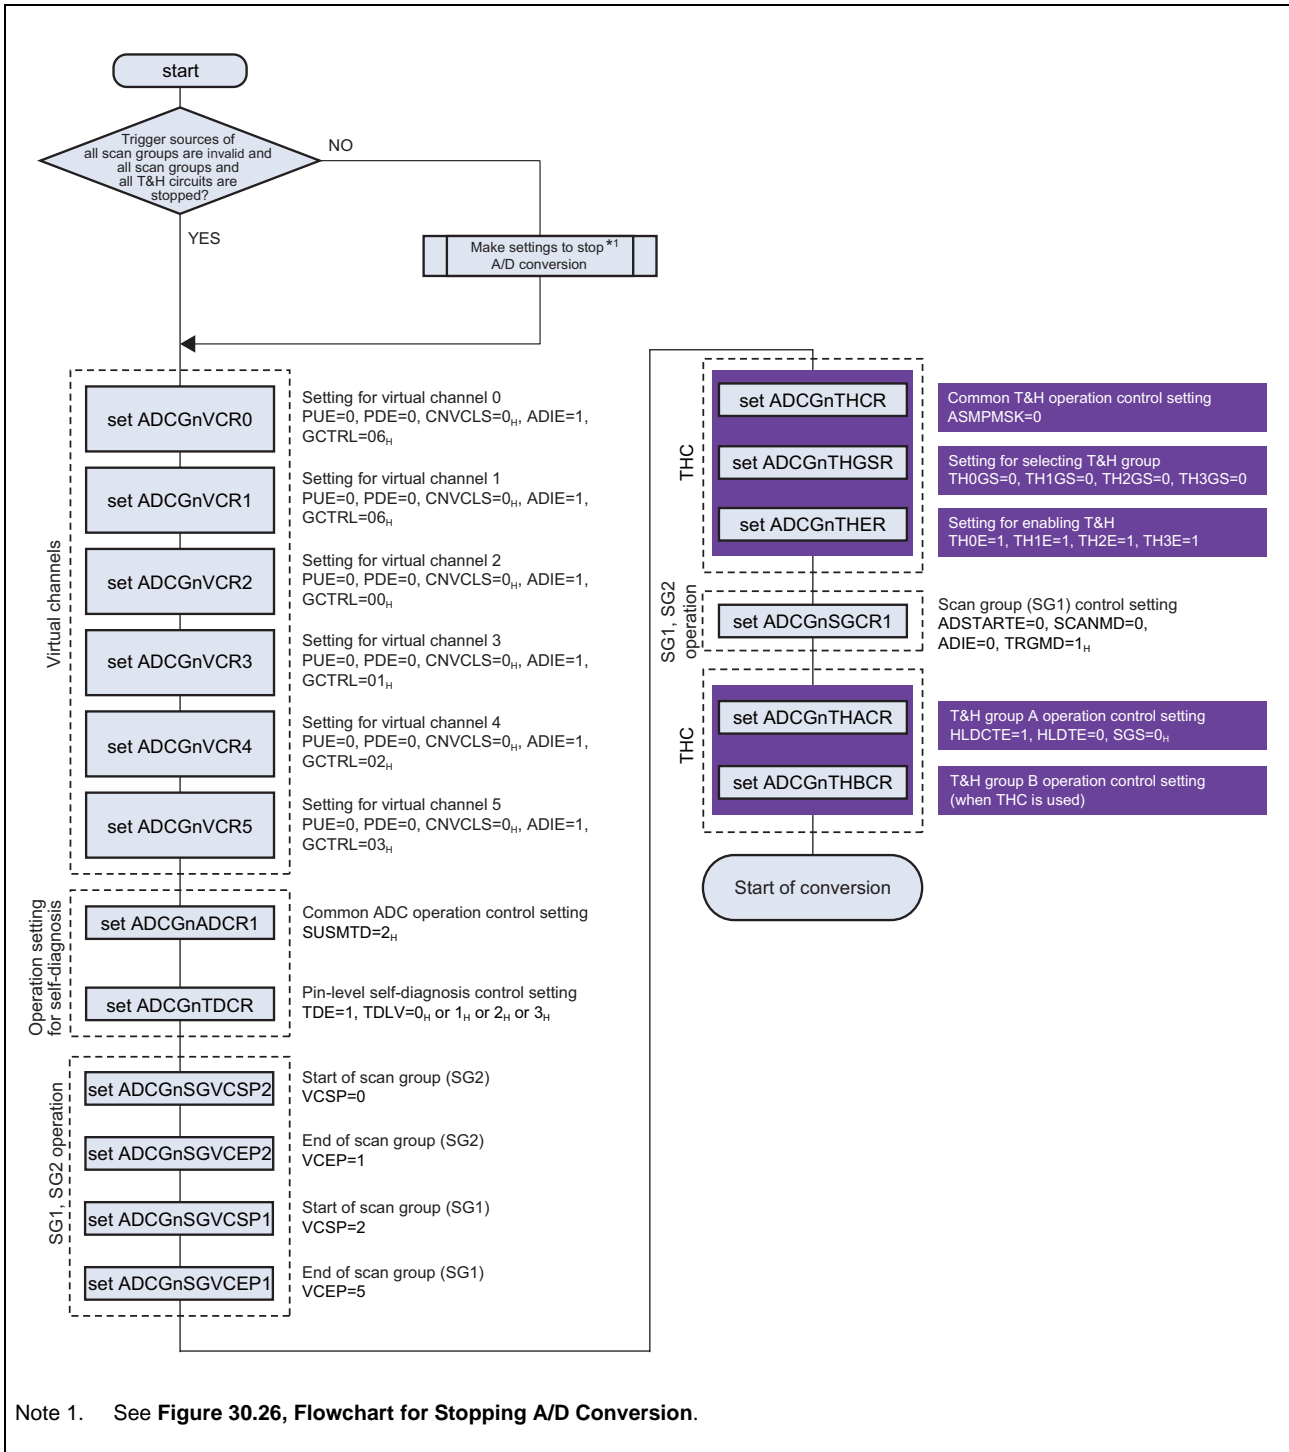 start
Trigger sources of
all scan groups are invalid and
all scan groups and
all T&H circuits are
stopped?
NO
YES
Make settings to stop *1
A/D conversion
Virtual channels
set ADCGnVCR0
Setting for virtual channel 0
PUE=0, PDE=0, CNVCLS=0H, ADIE=1,
GCTRL=06H
set ADCGnVCR1
Setting for virtual channel 1
PUE=0, PDE=0, CNVCLS=0H, ADIE=1,
GCTRL=06H
set ADCGnVCR2
Setting for virtual channel 2
PUE=0, PDE=0, CNVCLS=0H, ADIE=1,
GCTRL=00H
set ADCGnVCR3
Setting for virtual channel 3
PUE=0, PDE=0, CNVCLS=0H, ADIE=1,
GCTRL=01H
set ADCGnVCR4
Setting for virtual channel 4
PUE=0, PDE=0, CNVCLS=0H, ADIE=1,
GCTRL=02H
set ADCGnVCR5
Setting for virtual channel 5
PUE=0, PDE=0, CNVCLS=0H, ADIE=1,
GCTRL=03H
Operation setting
for self-diagnosis
set ADCGnADCR1
Common ADC operation control setting
SUSMTD=2H
set ADCGnTDCR
Pin-level self-diagnosis control setting
TDE=1, TDLV=0H or 1H or 2H or 3H
SG1, SG2 operation
set ADCGnSGVCSP2
Start of scan group (SG2)
VCSP=0
set ADCGnSGVCEP2
End of scan group (SG2)
VCEP=1
set ADCGnSGVCSP1
Start of scan group (SG1)
VCSP=2
set ADCGnSGVCEP1
End of scan group (SG1)
VCEP=5
THC
set ADCGnTHCR
Common T&H operation control setting
ASMPMSK=0
set ADCGnTHGSR
Setting for selecting T&H group
TH0GS=0, TH1GS=0, TH2GS=0, TH3GS=0
set ADCGnTHER
Setting for enabling T&H
TH0E=1, TH1E=1, TH2E=1, TH3E=1
SG1, SG2
operation
set ADCGnSGCR1
Scan group (SG1) control setting
ADSTARTE=0, SCANMD=0,
ADIE=0, TRGMD=1H
THC
set ADCGnTHACR
T&H group A operation control setting
HLDCTE=1, HLDTE=0, SGS=0H
set ADCGnTHBCR
T&H group B operation control setting
(when THC is used)
Start of conversion
Note 1. See Figure 30.26, Flowchart for Stopping A/D Conversion.